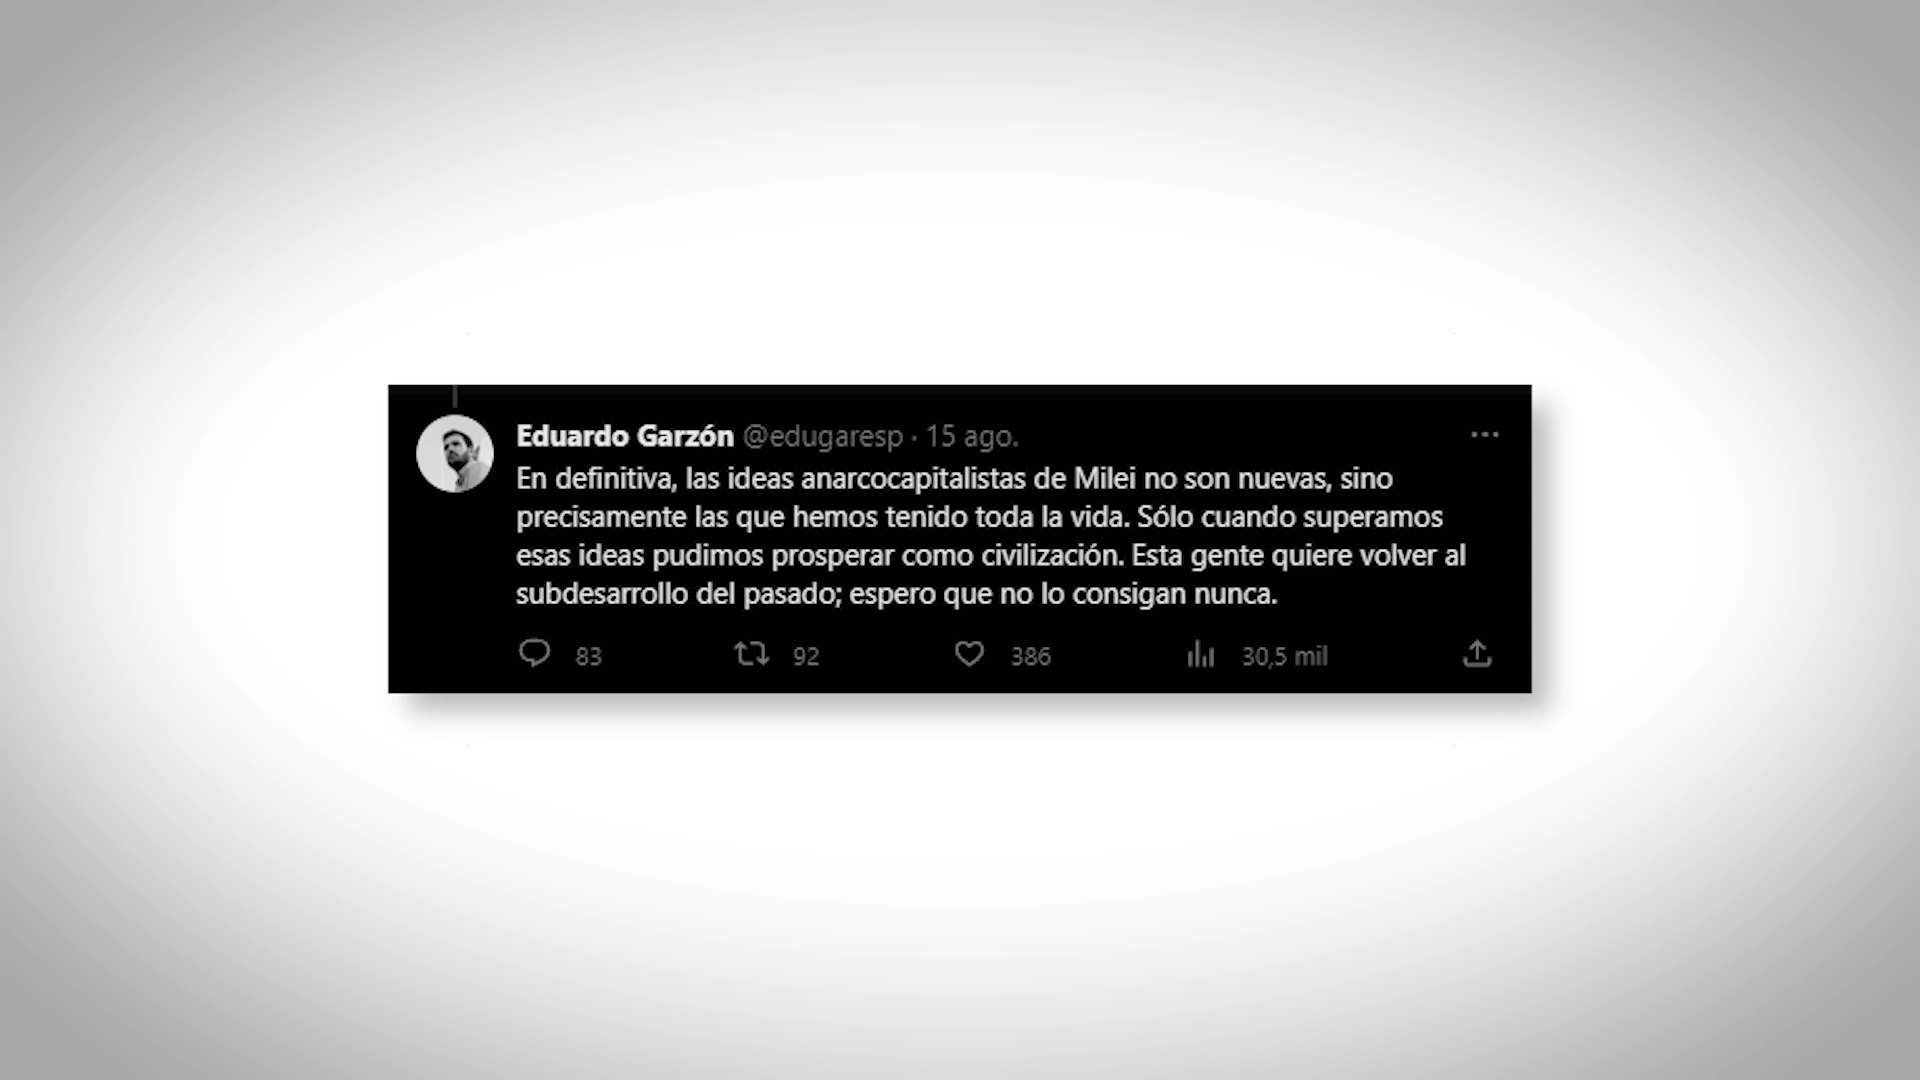 Eduardo Garzón @edugaresp · 15 ago.
En definitiva, las ideas anarcocapitalistas de Milei no son nuevas, sino
precisamente las que hemos tenido toda la vida. Sólo cuando superamos
esas ideas pudimos prosperar como civilización. Esta gente quiere volver al
subdesarrollo del pasado; espero que no lo consigan nunca.
83 92 386 30,5 mil